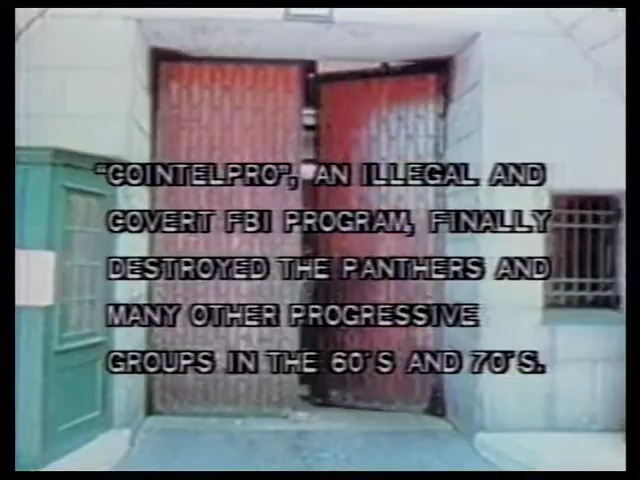 "COINTELPRO", AN ILLEGAL AND
COVERT FBI PROGRAM, FINALLY
DESTROYED THE PANTHERS AND
MANY OTHER PROGRESSIVE
GROUPS IN THE 60'S AND 70'S.